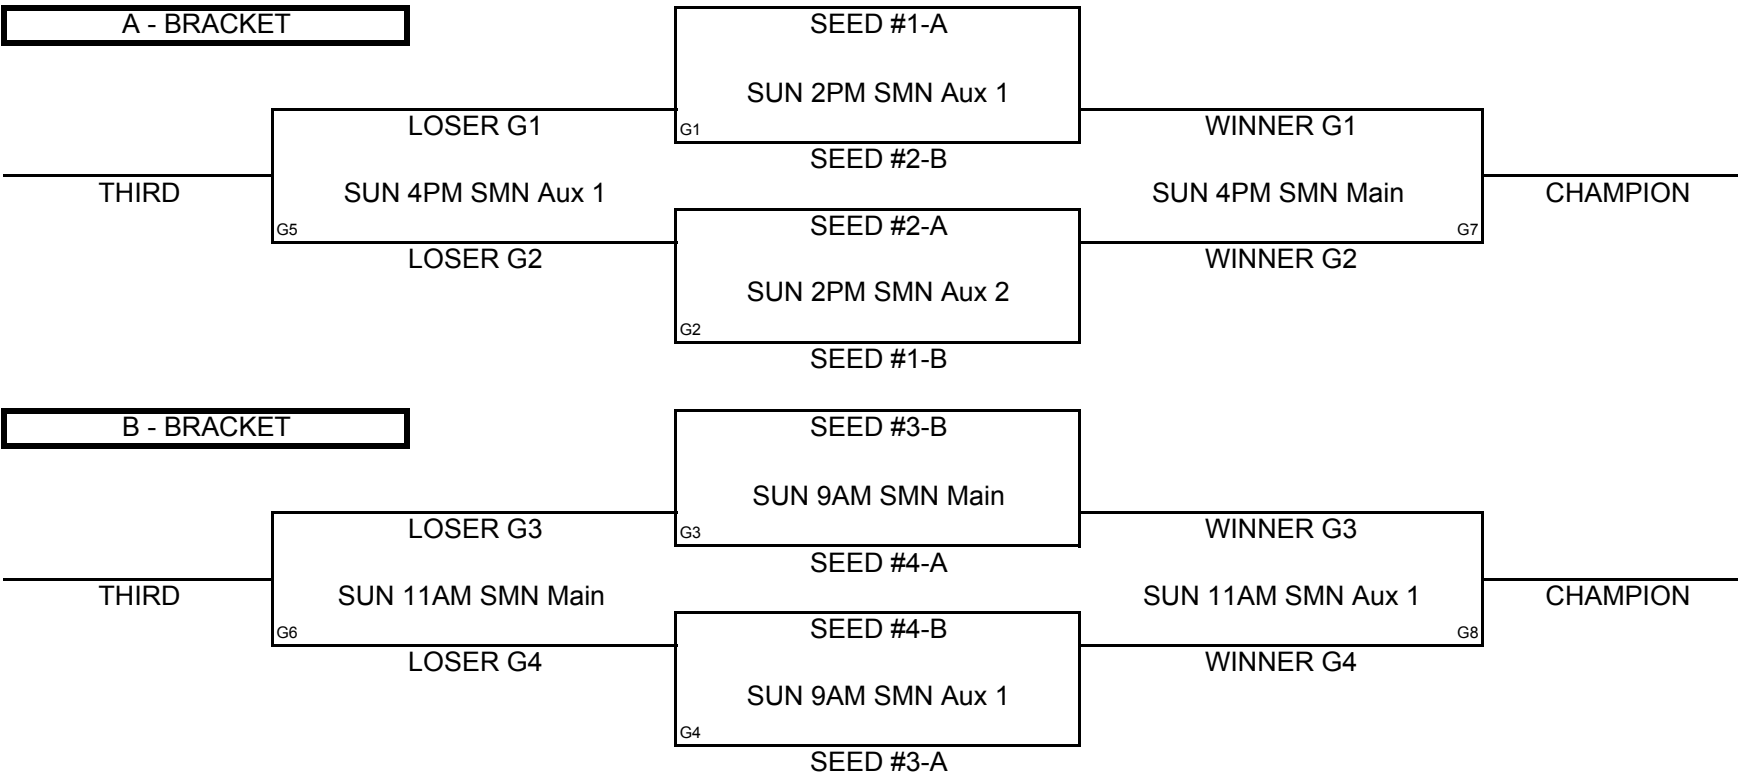 A - BRACKET
SEED #1-A
SUN 2PM SMN Aux 1
G1
SEED #2-B
LOSER G1
SUN 4PM SMN Aux 1
G5
LOSER G2
THIRD
WINNER G1
SUN 4PM SMN Main
G7
WINNER G2
CHAMPION
SEED #2-A
SUN 2PM SMN Aux 2
G2
SEED #1-B
B - BRACKET
SEED #3-B
SUN 9AM SMN Main
G3
SEED #4-A
LOSER G3
SUN 11AM SMN Main
G6
LOSER G4
THIRD
WINNER G3
SUN 11AM SMN Aux 1
G8
WINNER G4
CHAMPION
SEED #4-B
SUN 9AM SMN Aux 1
G4
SEED #3-A